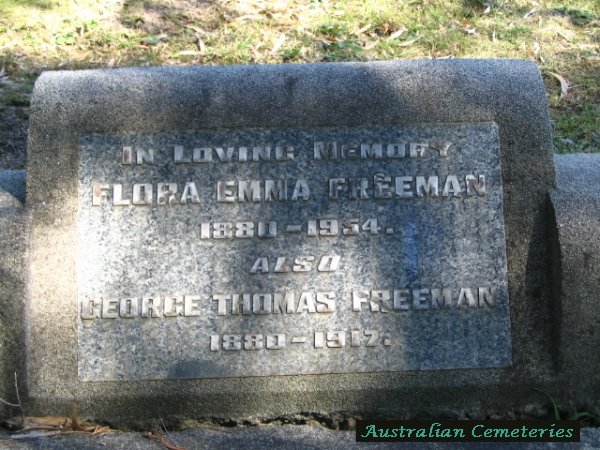 In Loving Memory
FLORA EMMA FREEMAN
1880 – 1954.
ALSO
GEORGE THOMAS FREEMAN
1880 – 1917.
Australian Cemeteries